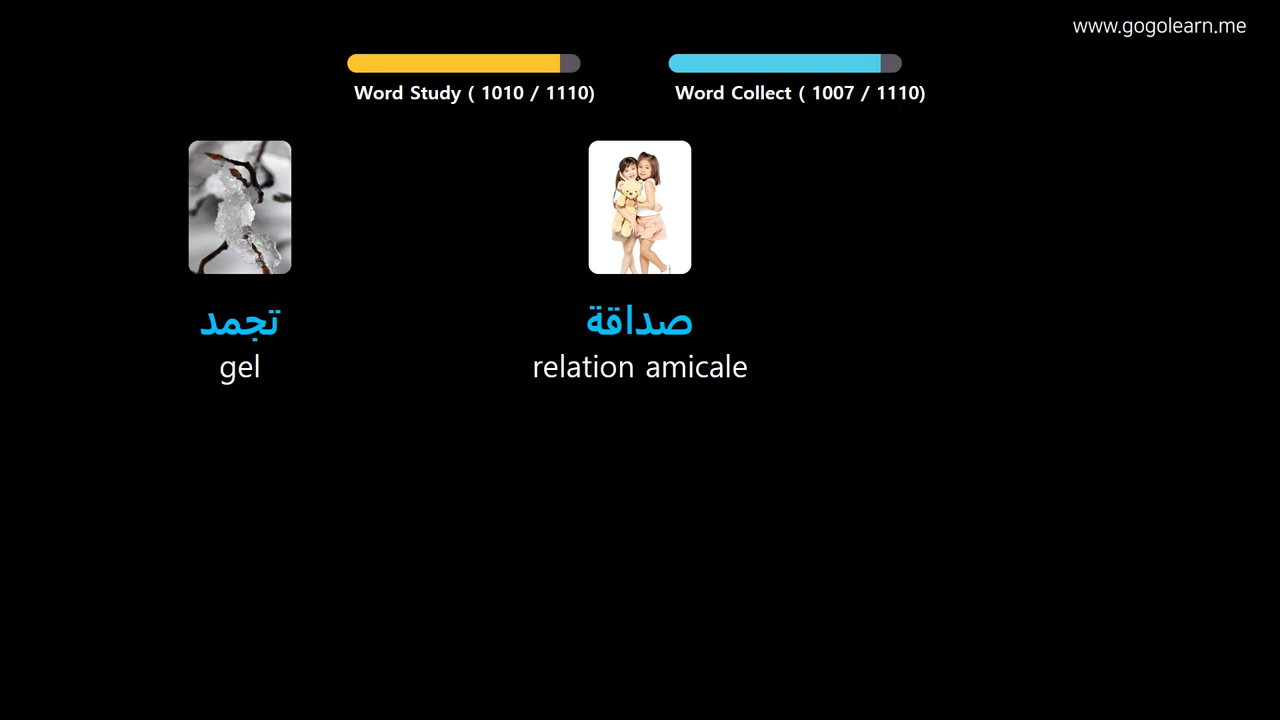 www.gogolearn.me
Word Study ( 1010 / 1110)
Word Collect ( 1007 / 1110)
تجمد
gel
صداقة
relation amicale